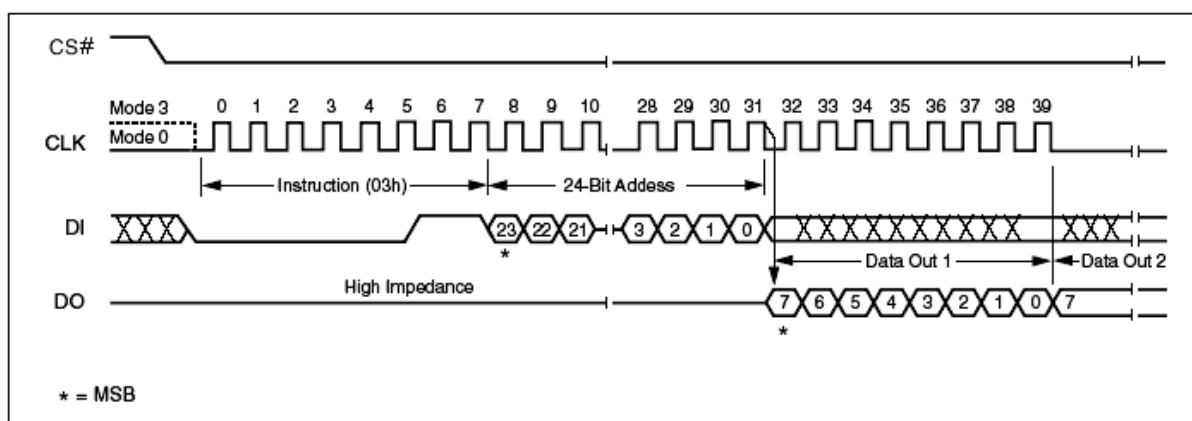 CS#
Mode 3 0 1 2 3 4 5 6 7 8 9 10 28 29 30 31 32 33 34 35 36 37 38 39
CLK Mode 0
Instruction (03h) 24-Bit Addess
DI 23 22 21 3 2 1 0
* Data Out 1 Data Out 2
High Impedance
DO 7 6 5 4 3 2 1 0 7
*
* = MSB